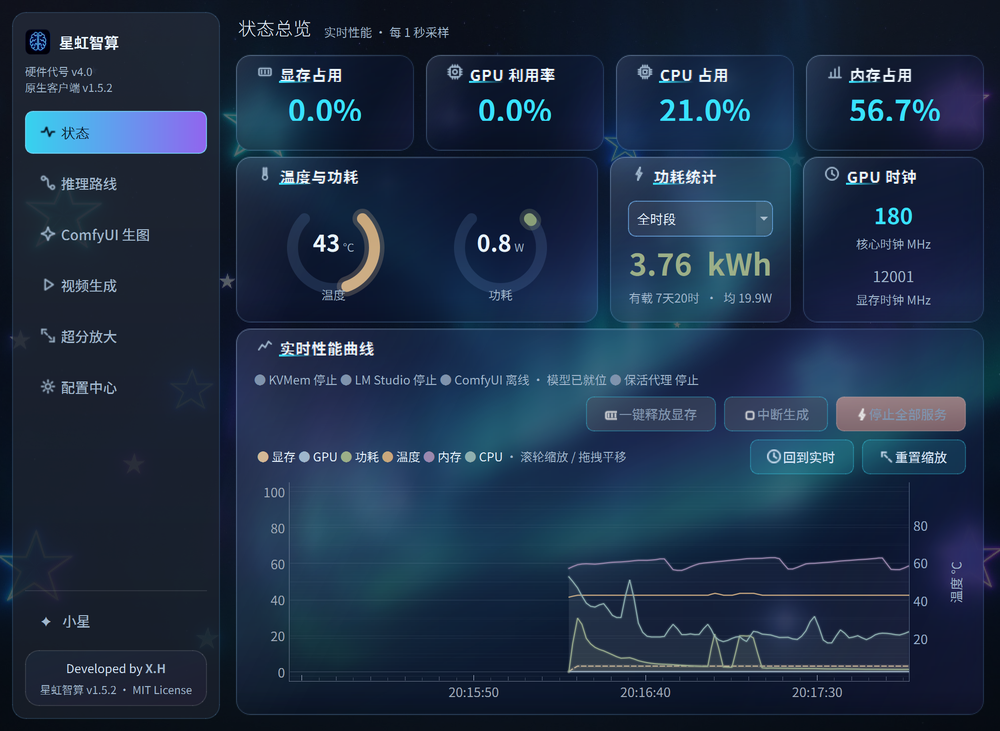 星虹智算
硬件代号 v4.0
原生客户端 v1.5.2
状态
推理路线
ComfyUI 生图
视频生成
超分放大
配置中心
小星
Developed by X.H
星虹智算 v1.5.2 • MIT License
状态总览 实时性能 • 每 1 秒采样
显存占用
0.0%
GPU 利用率
0.0%
CPU 占用
21.0%
内存占用
56.7%
温度与功耗
43 °C
温度
0.8 W
功耗
功耗统计
全时段
3.76 kWh
有载 7天20时 • 均 19.9W
GPU 时钟
180
核心时钟 MHz
12001
显存时钟 MHz
实时性能曲线
KVMem 停止 LM Studio 停止 ComfyUI 离线 • 模型已就位 保活代理 停止
一键释放显存
中断生成
停止全部服务
显存 GPU 功耗 温度 内存 CPU • 滚轮缩放 / 拖拽平移
回到实时
重置缩放
100
80
60
40
20
0
80
60
40
20
温度 °C
20:15:50
20:16:40
20:17:30